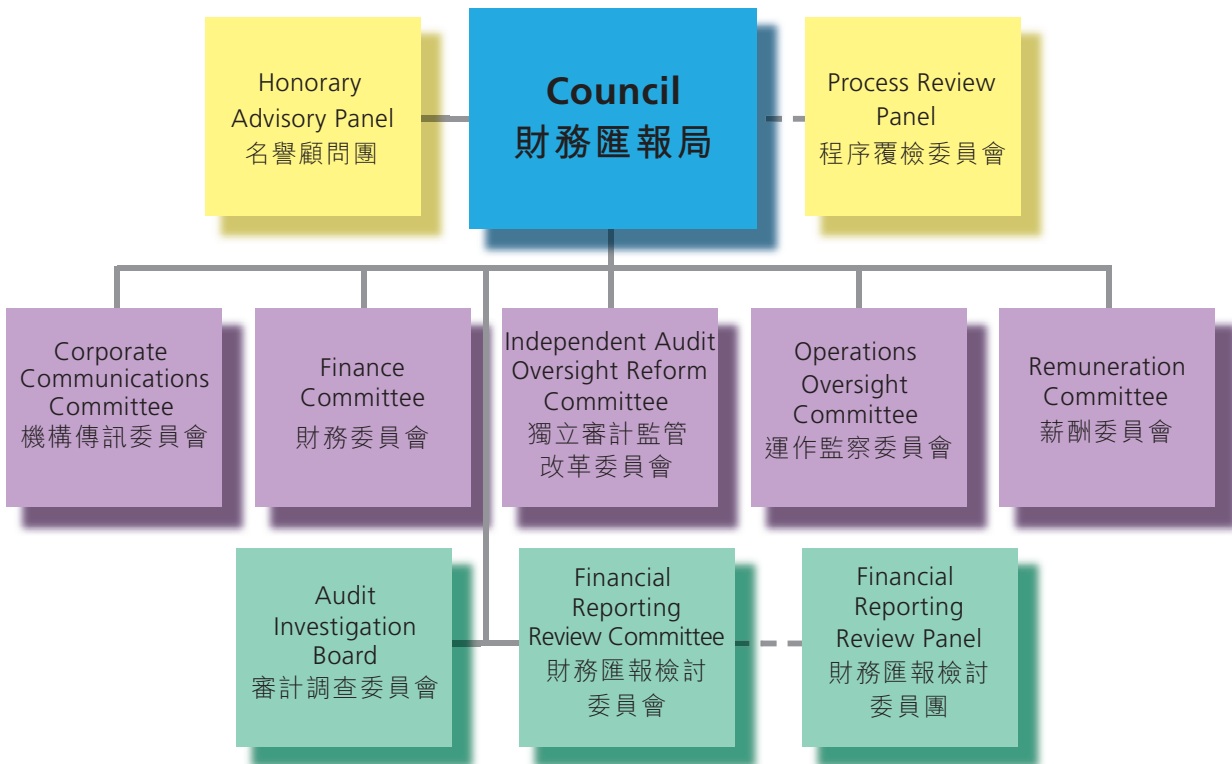 Honorary
Advisory Panel
名譽顧問團
Council
財務匯報局
Process Review
Panel
程序覆檢委員會
Corporate
Communications
Committee
機構傳訊委員會
Finance
Committee
財務委員會
Independent Audit
Oversight Reform
Committee
獨立審計監管
改革委員會
Operations
Oversight
Committee
運作監察委員會
Remuneration
Committee
薪酬委員會
Audit
Investigation
Board
審計調查委員會
Financial
Reporting
Review Committee
財務匯報檢討
委員會
Financial
Reporting
Review Panel
財務匯報檢討
委員團